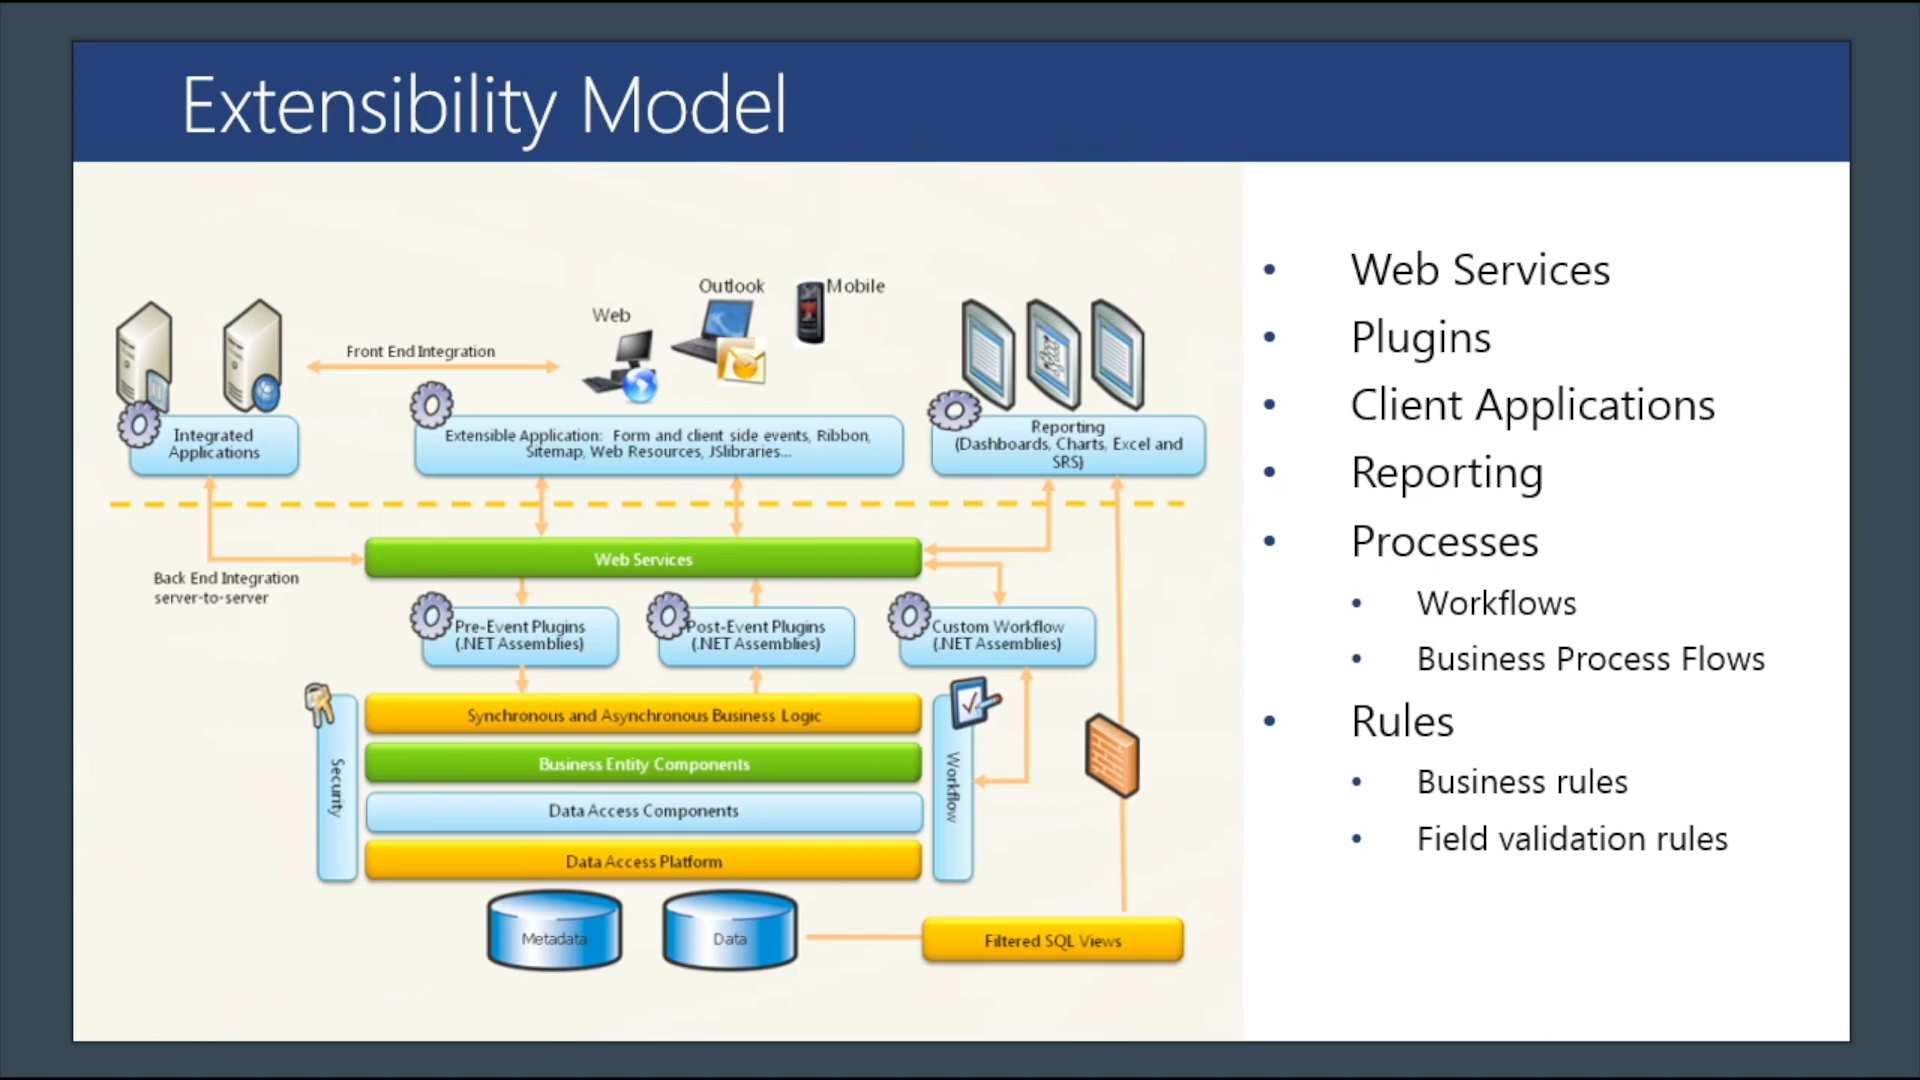 Extensibility Model
Outlook
Mobile
Web
Front End Integration
Integrated
Applications
Extensible Application: Form and client side events, Ribbon,
Sitemap, Web Resources, JSlibraries...
Reporting
(Dashboards, Charts, Excel and
SRS)
Web Services
Back End Integration
server-to-server
Pre-Event Plugins
(.NET Assemblies)
Post-Event Plugins
(.NET Assemblies)
Custom Workflow
(.NET Assemblies)
Security
Synchronous and Asynchronous Business Logic
Business Entity Components
Data Access Components
Data Access Platform
Workflow
Metadata
Data
Filtered SQL Views
• Web Services
• Plugins
• Client Applications
• Reporting
• Processes
• Workflows
• Business Process Flows
• Rules
• Business rules
• Field validation rules